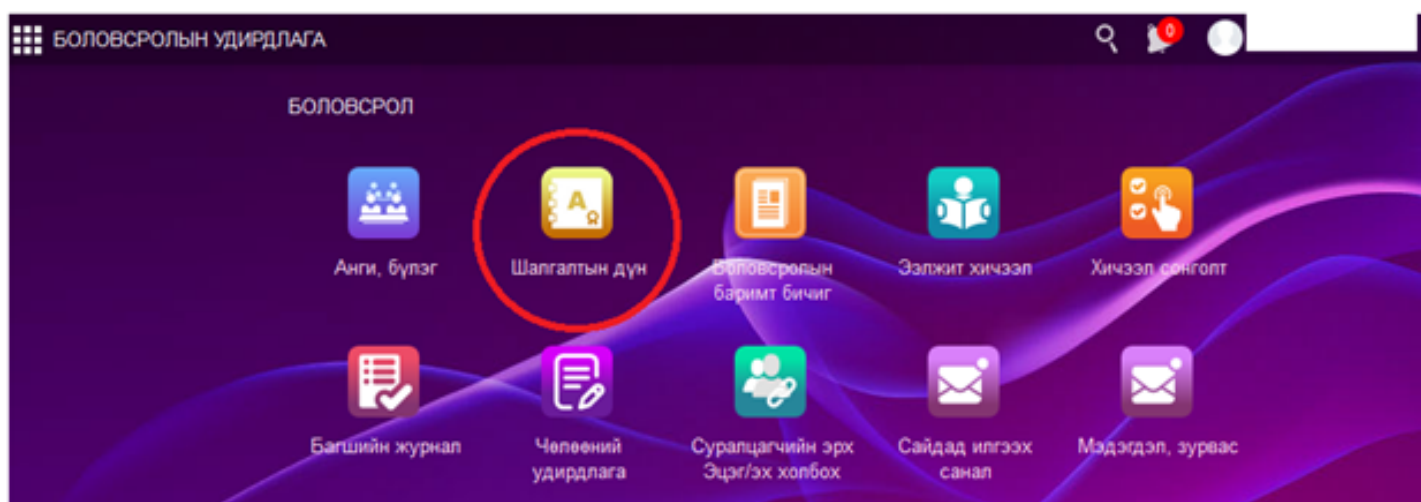 БОЛОВСРОЛЫН УДИРДЛАГА
0
БОЛОВСРОЛ
A
Анги, бүлэг
Шалгалтын дүн
Боловсролын
баримт бичиг
Ээлжит хичээл
Хичээл сонголт
Багшийн журнал
Чөлөөний
удирдлага
Суралцагчийн эрх
Эцэг/эх холбох
Сайдад илгээх
санал
Мэдэгдэл, зурвас